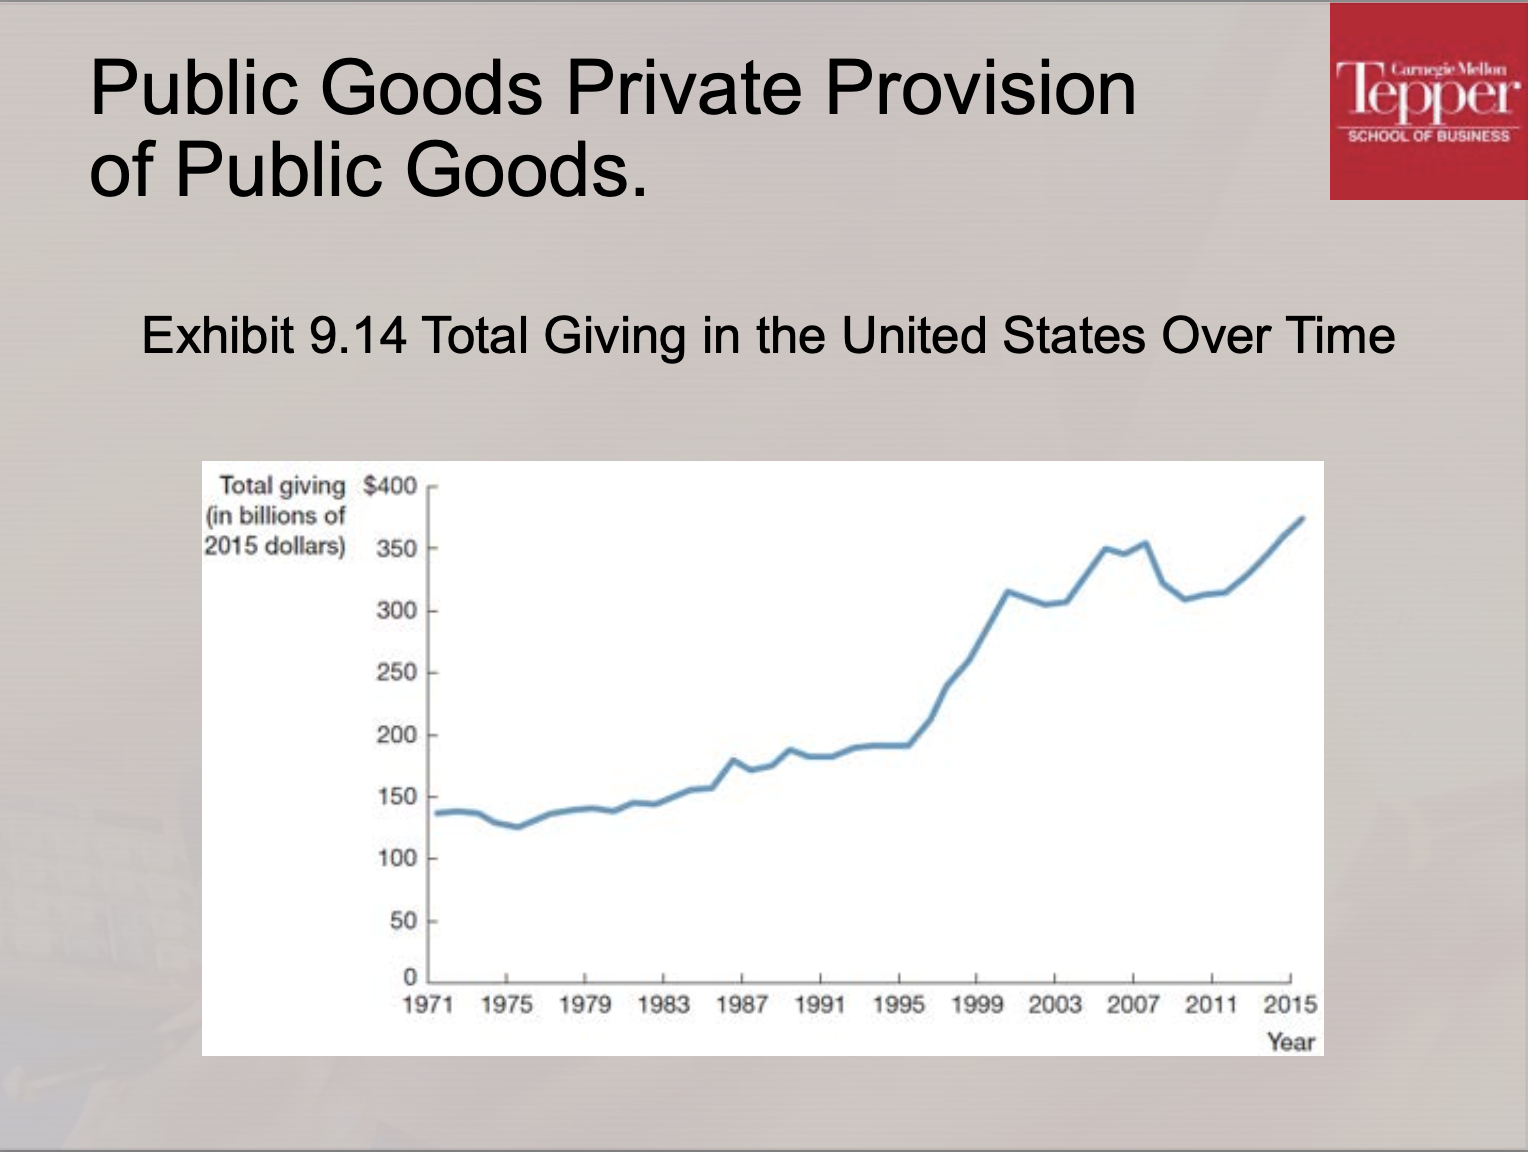 Public Goods Private Provision
of Public Goods.
Carnegie Mellon
Tepper
SCHOOL OF BUSINESS
Exhibit 9.14 Total Giving in the United States Over Time
Total giving
(in billions of
2015 dollars)
$400
350
300
250
200
150
100
50
0
1971 1975 1979 1983 1987 1991 1995 1999 2003 2007 2011 2015
Year